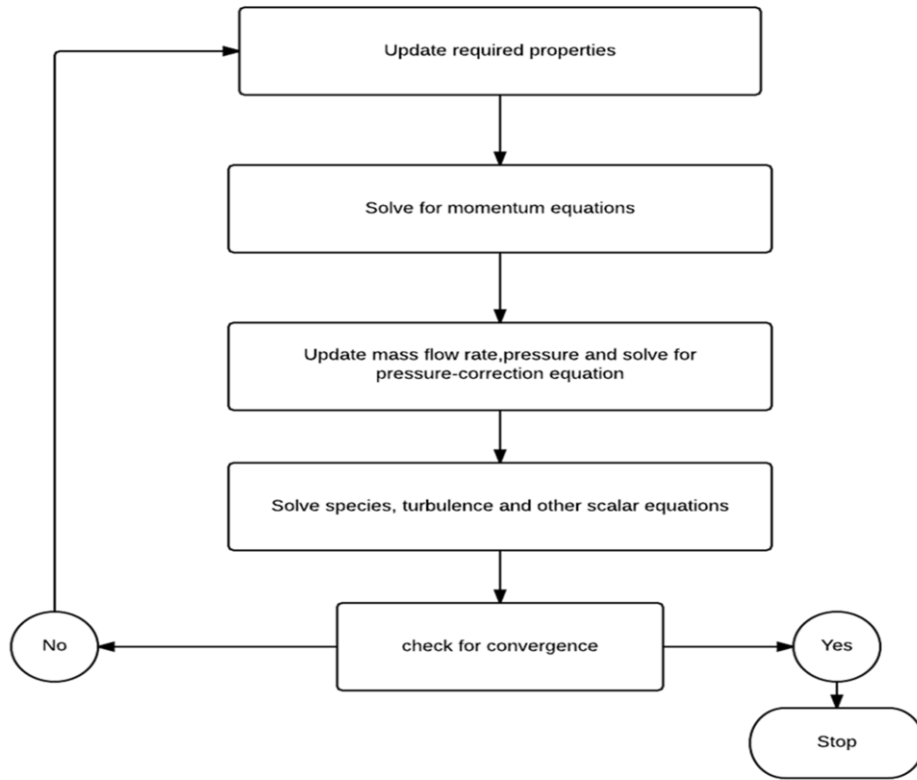 Update required properties
Solve for momentum equations
Update mass flow rate,pressure and solve for
pressure-correction equation
Solve species, turbulence and other scalar equations
No
check for convergence
Yes
Stop